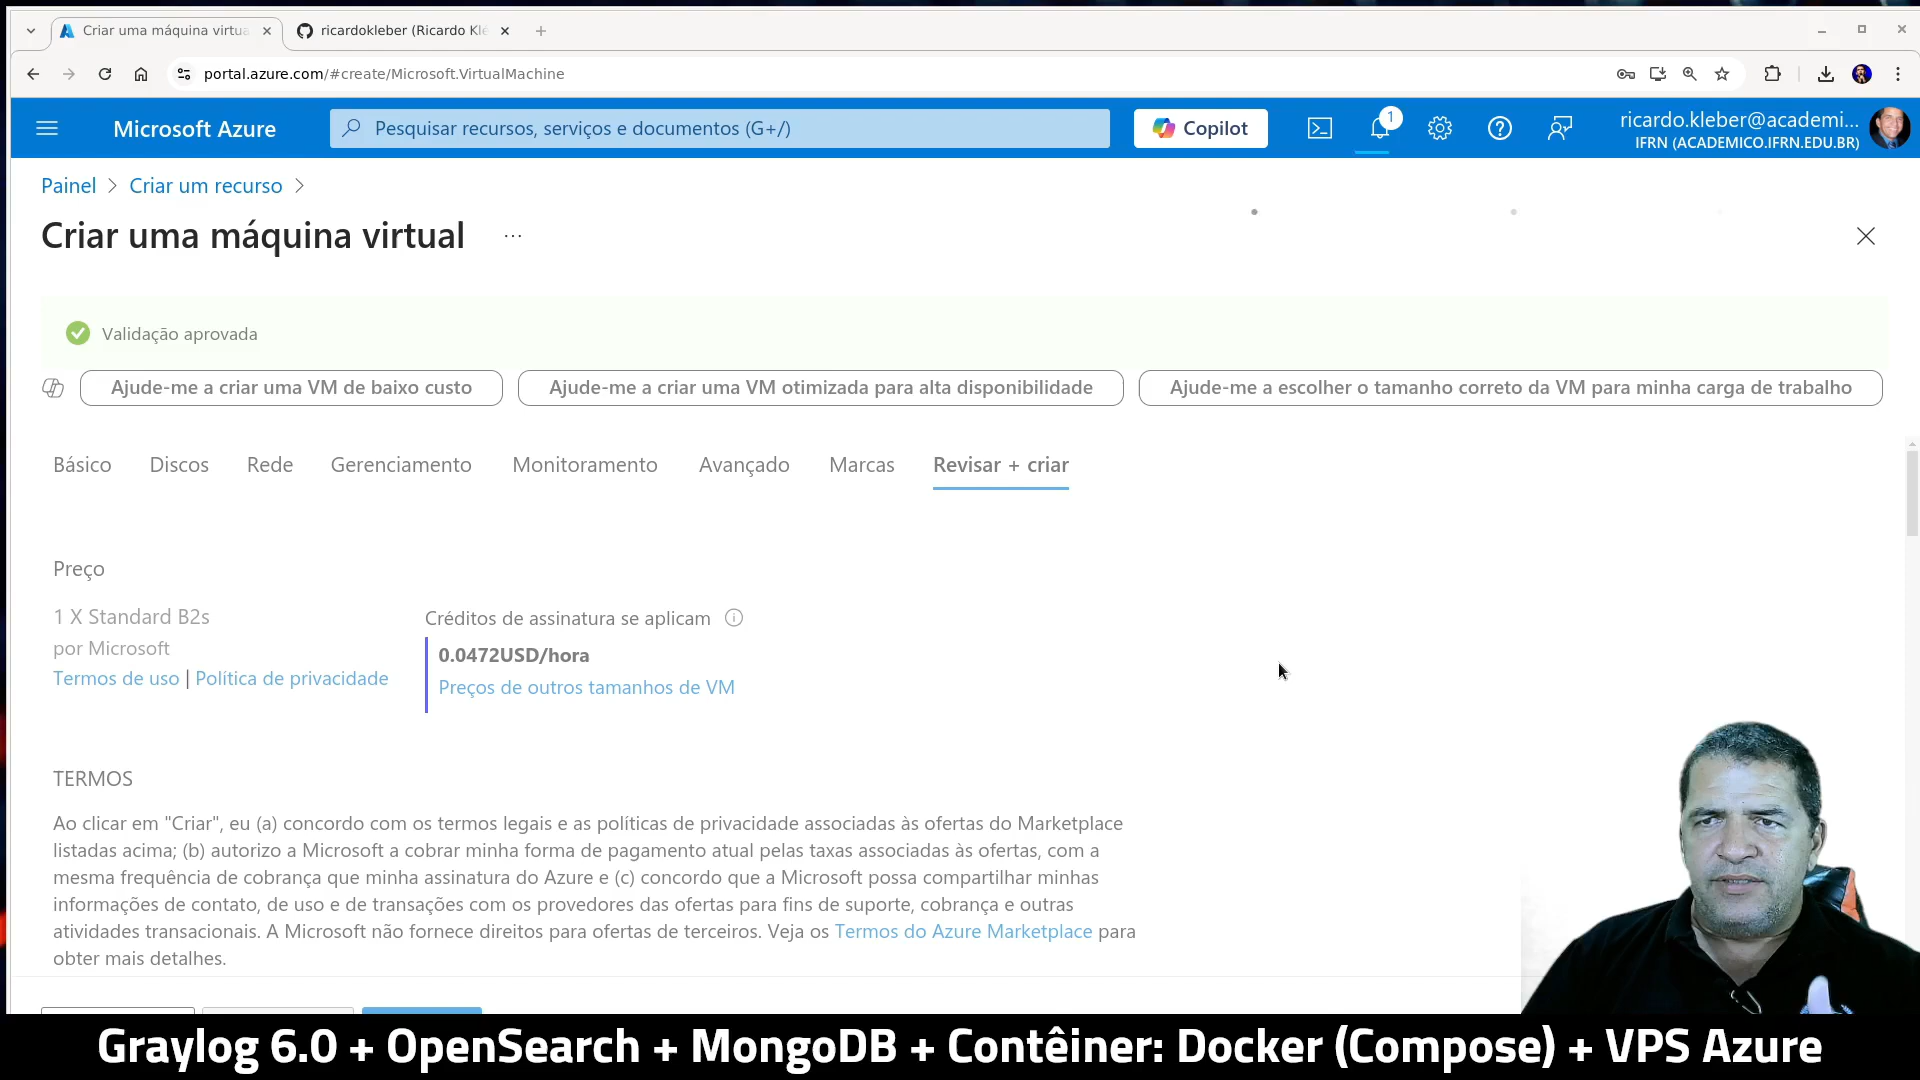 Criar uma máquina virtua
ricardokleber (Ricardo Kle
portal.azure.com/#create/Microsoft.VirtualMachine
Microsoft Azure
Pesquisar recursos, serviços e documentos (G+/)
Copilot
1
ricardo.kleber@academi...
IFRN (ACADEMICO.IFRN.EDU.BR)
Painel
Criar um recurso
Criar uma máquina virtual
...
Validação aprovada
Ajude-me a criar uma VM de baixo custo
Ajude-me a criar uma VM otimizada para alta disponibilidade
Ajude-me a escolher o tamanho correto da VM para minha carga de trabalho
Básico
Discos
Rede
Gerenciamento
Monitoramento
Avançado
Marcas
Revisar + criar
Preço
1 X Standard B2s
por Microsoft
Termos de uso | Política de privacidade
Créditos de assinatura se aplicam
0.0472USD/hora
Preços de outros tamanhos de VM
TERMOS
Ao clicar em "Criar", eu (a) concordo com os termos legais e as políticas de privacidade associadas às ofertas do Marketplace
listadas acima; (b) autorizo a Microsoft a cobrar minha forma de pagamento atual pelas taxas associadas às ofertas, com a
mesma frequência de cobrança que minha assinatura do Azure e (c) concordo que a Microsoft possa compartilhar minhas
informações de contato, de uso e de transações com os provedores das ofertas para fins de suporte, cobrança e outras
atividades transacionais. A Microsoft não fornece direitos para ofertas de terceiros. Veja os Termos do Azure Marketplace para
obter mais detalhes.
Graylog 6.0 + OpenSearch + MongoDB + Contêiner: Docker (Compose) + VPS Azure